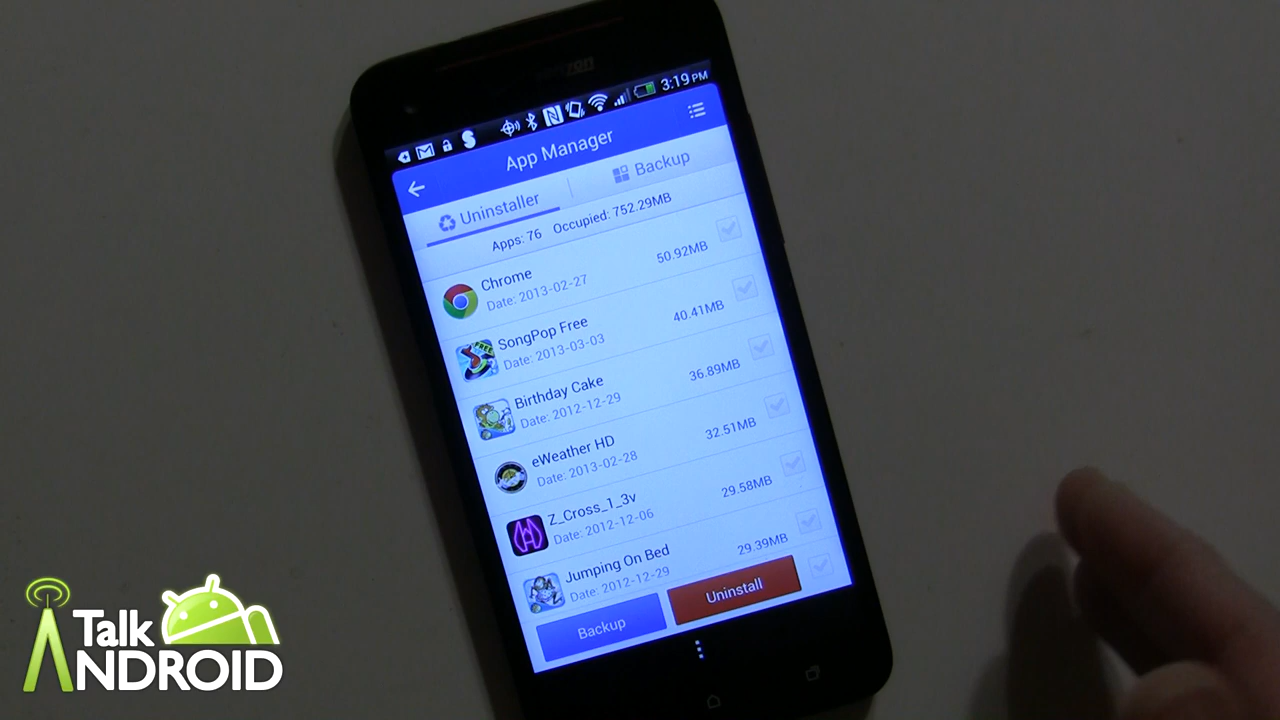 verizon
3:19 PM
App Manager
Uninstaller
Backup
Apps: 76 Occupied: 752.29MB
Chrome
Date: 2013-02-27
50.92MB
SongPop Free
Date: 2013-03-03
40.41MB
FREE
Birthday Cake
Date: 2012-12-29
36.89MB
eWeather HD
Date: 2013-02-28
32.51MB
Z_Cross_1_3v
Date: 2012-12-06
29.58MB
Jumping On Bed
Date: 2012-12-29
29.39MB
Backup
Uninstall
Talk
ANDROID